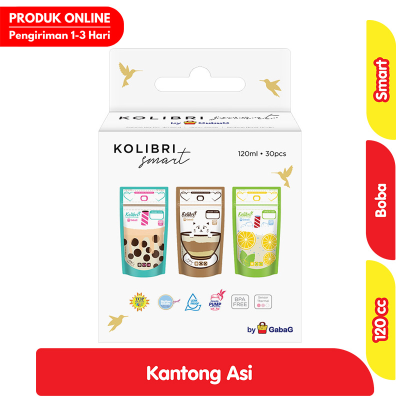 PRODUK ONLINE
Pengiriman 1-3 Hari
KOLIBRI
by GabaG
KOLIBRI
smart
120ml + 30pcs
BPA
FREE
by GabaG
Smart
Boba
120 cc
Kantong Asi